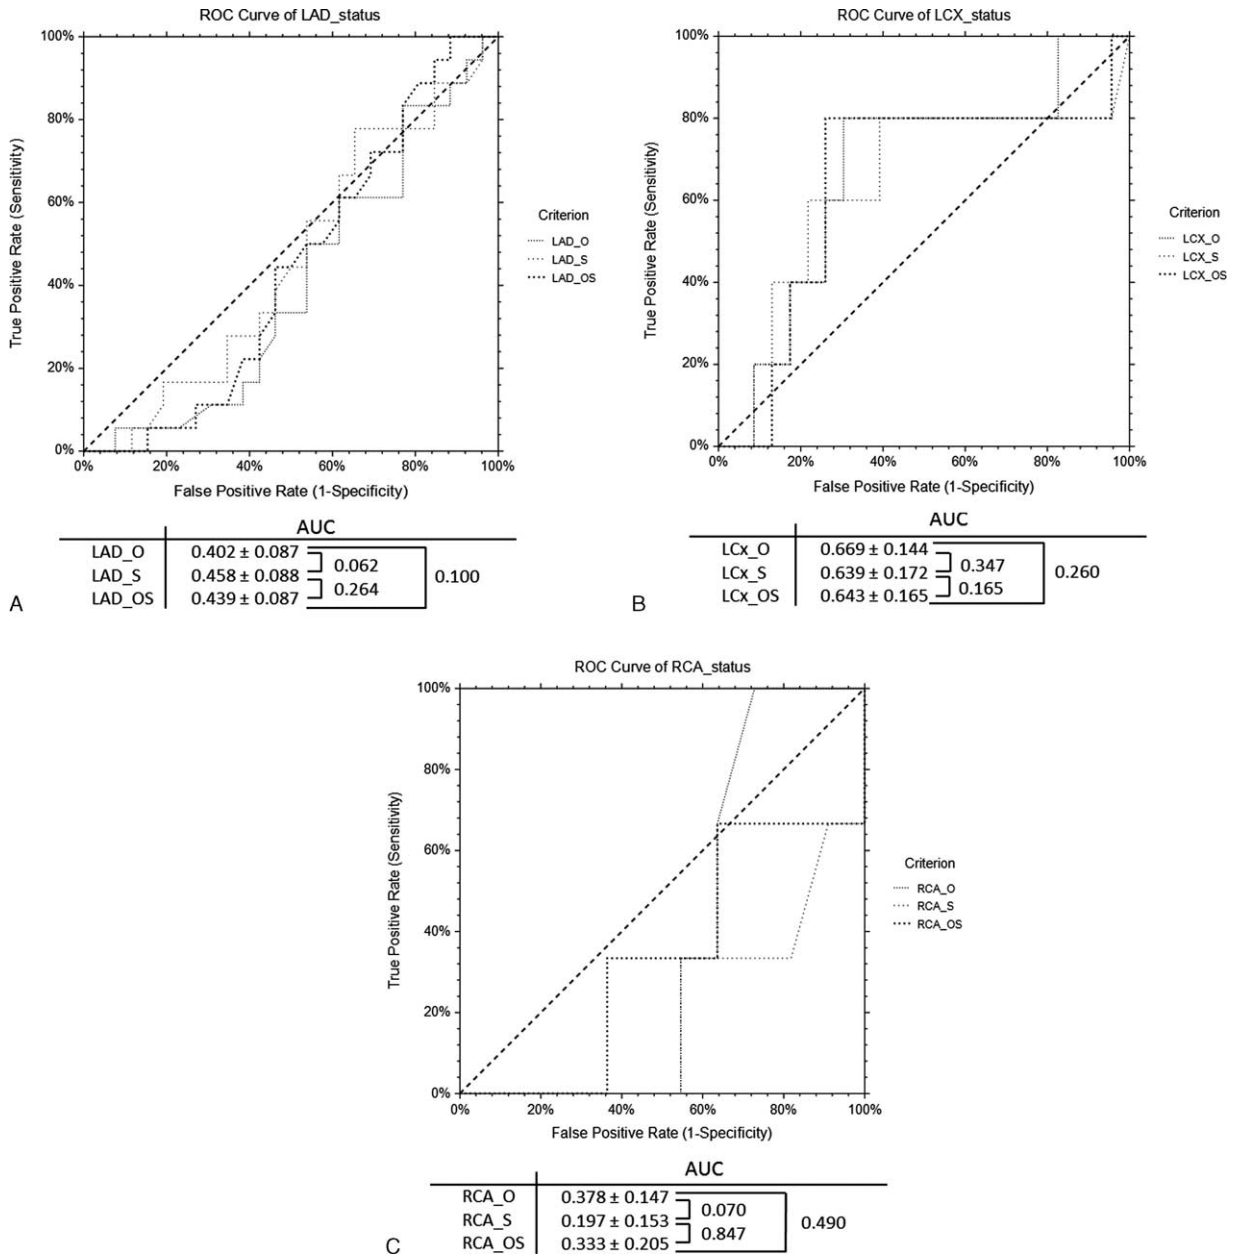 ROC Curve of LAD_status
100%
80%
60%
40%
20%
0%
True Positive Rate (Sensitivity)
0% 20% 40% 60% 80% 100%
False Positive Rate (1-Specificity)
Criterion
LAD_O
LAD_S
LAD_OS
AUC
LAD_O 0.402 ± 0.087
LAD_S 0.458 ± 0.088
LAD_OS 0.439 ± 0.087
0.062
0.264
0.100
A
ROC Curve of LCX_status
100%
80%
60%
40%
20%
0%
True Positive Rate (Sensitivity)
0% 20% 40% 60% 80% 100%
False Positive Rate (1-Specificity)
Criterion
LCX_O
LCX_S
LCX_OS
AUC
LCx_O 0.669 ± 0.144
LCx_S 0.639 ± 0.172
LCx_OS 0.643 ± 0.165
0.347
0.165
0.260
B
ROC Curve of RCA_status
100%
80%
60%
40%
20%
0%
True Positive Rate (Sensitivity)
0% 20% 40% 60% 80% 100%
False Positive Rate (1-Specificity)
Criterion
RCA_O
RCA_S
RCA_OS
AUC
RCA_O 0.378 ± 0.147
RCA_S 0.197 ± 0.153
RCA_OS 0.333 ± 0.205
0.070
0.847
0.490
C